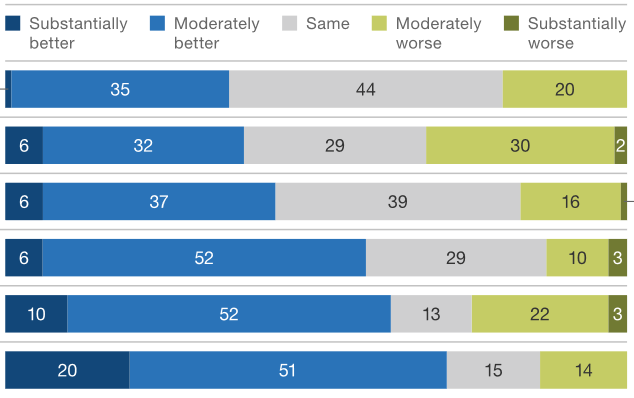 Substantially better
Moderately better
Same
Moderately worse
Substantially worse
35 44 20
6 32 29 30 2
6 37 39 16
6 52 29 10 3
10 52 13 22 3
20 51 15 14